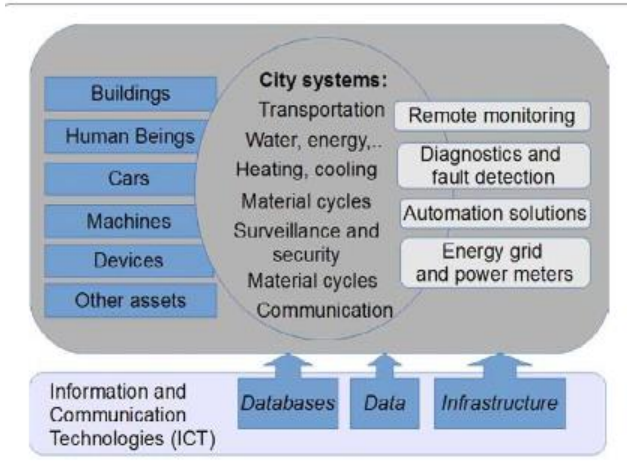 Buildings
Human Beings
Cars
Machines
Devices
Other assets
City systems:
Transportation
Water, energy,..
Heating, cooling
Material cycles
Surveillance and
security
Material cycles
Communication
Remote monitoring
Diagnostics and
fault detection
Automation solutions
Energy grid
and power meters
Information and
Communication
Technologies (ICT)
Databases
Data
Infrastructure